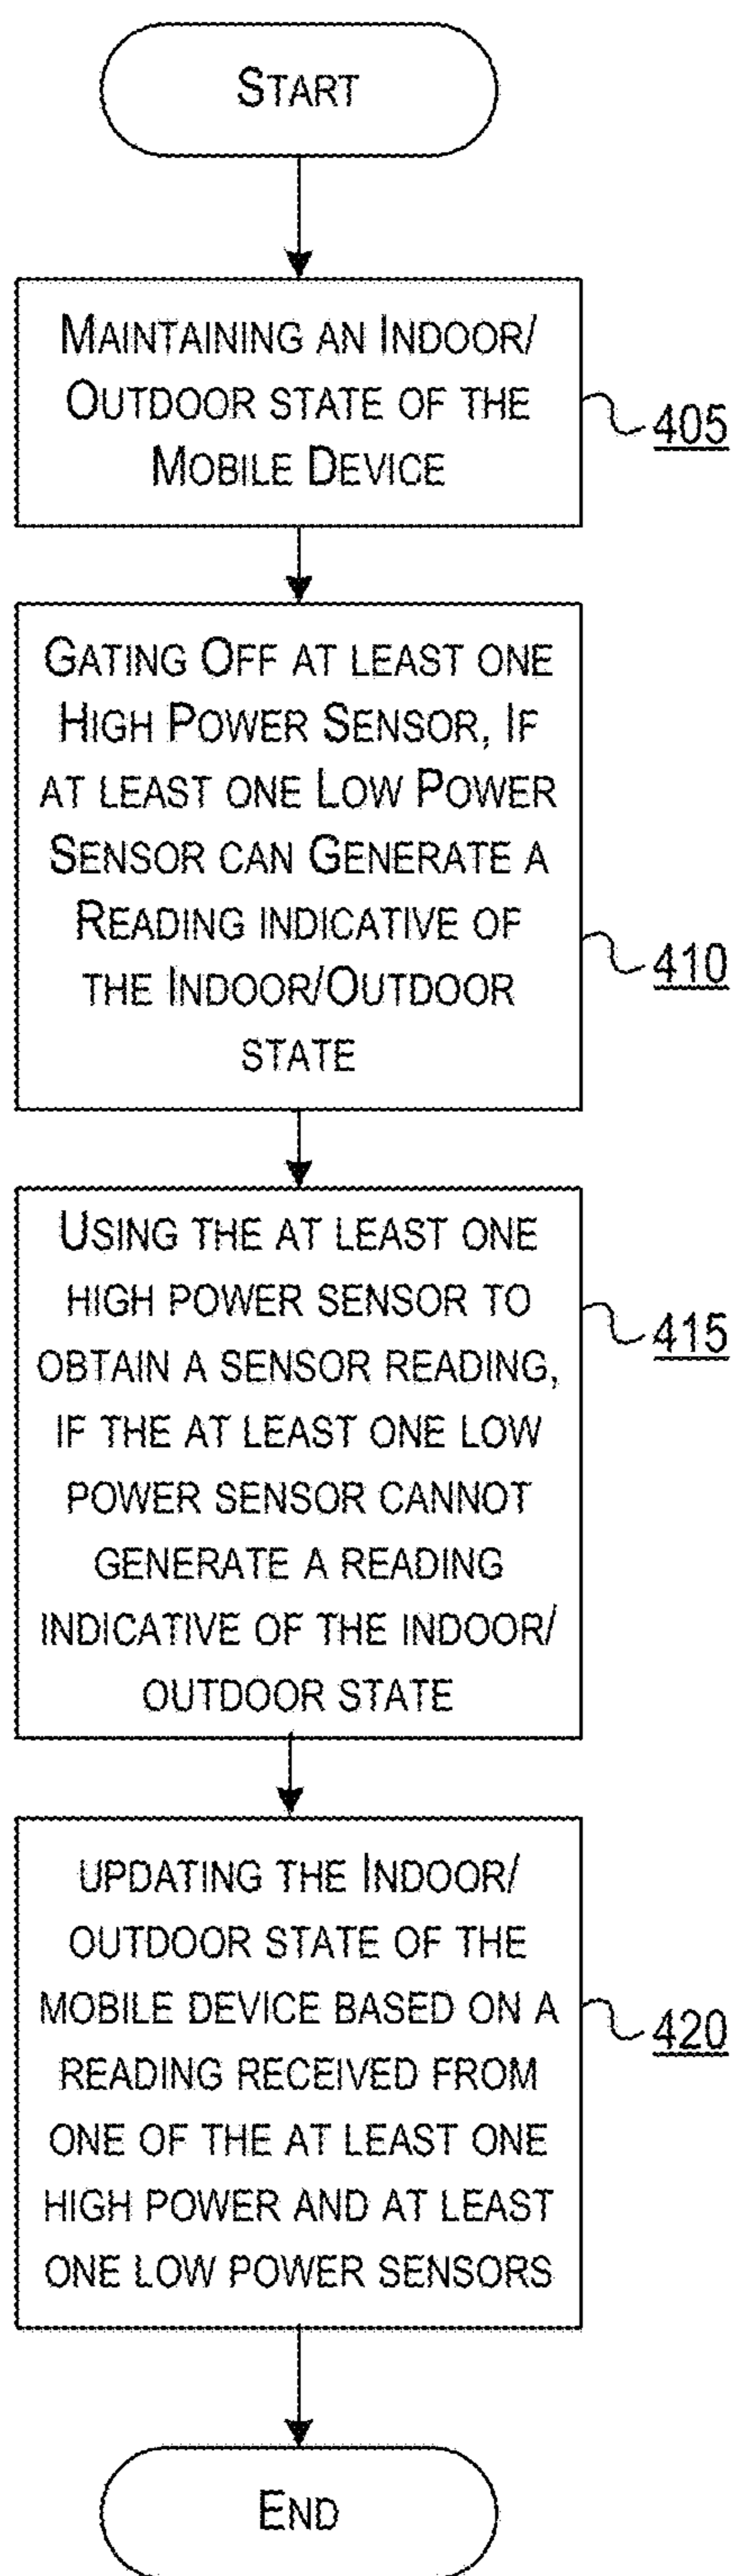 START
MAINTAINING AN INDOOR/
OUTDOOR STATE OF THE
MOBILE DEVICE
405
GATING OFF AT LEAST ONE
HIGH POWER SENSOR, IF
AT LEAST ONE LOW POWER
SENSOR CAN GENERATE A
READING INDICATIVE OF
THE INDOOR/OUTDOOR
STATE
410
USING THE AT LEAST ONE
HIGH POWER SENSOR TO
OBTAIN A SENSOR READING,
IF THE AT LEAST ONE LOW
POWER SENSOR CANNOT
GENERATE A READING
INDICATIVE OF THE INDOOR/
OUTDOOR STATE
415
UPDATING THE INDOOR/
OUTDOOR STATE OF THE
MOBILE DEVICE BASED ON A
READING RECEIVED FROM
ONE OF THE AT LEAST ONE
HIGH POWER AND AT LEAST
ONE LOW POWER SENSORS
420
END